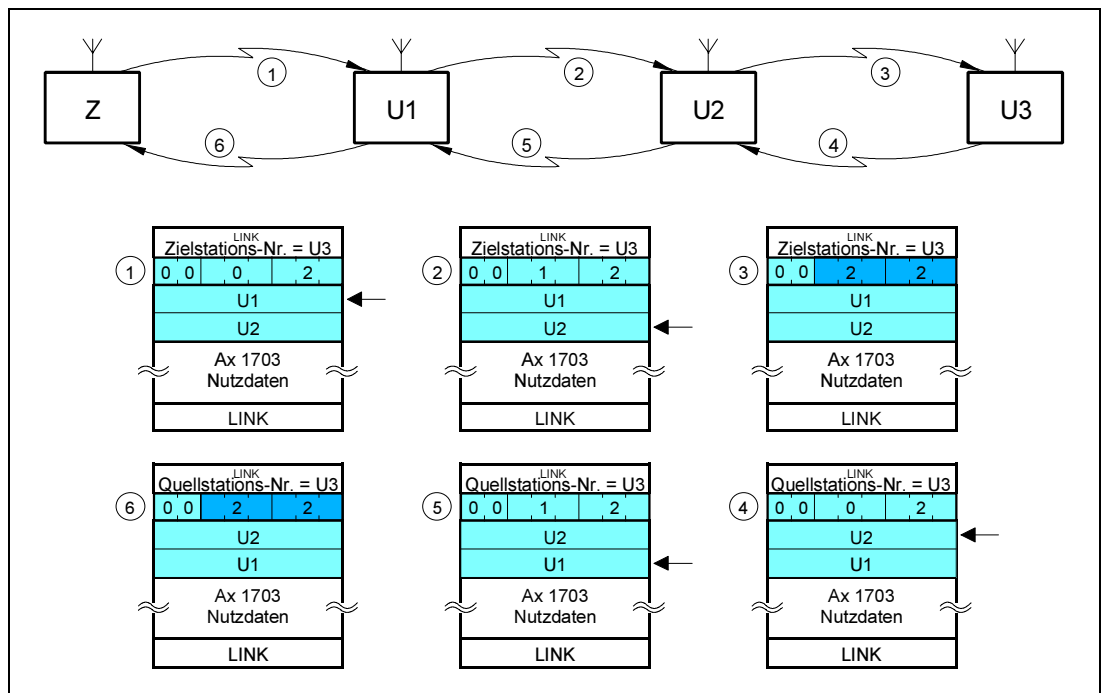 Z U1 U2 U3
1 2 3
6 5 4
LINK
Zielstations-Nr. = U3
1 0 0 0 2
U1
U2
Ax 1703
Nutzdaten
LINK
LINK
Zielstations-Nr. = U3
2 0 0 1 2
U1
U2
Ax 1703
Nutzdaten
LINK
LINK
Zielstations-Nr. = U3
3 0 0 2 2
U1
U2
Ax 1703
Nutzdaten
LINK
LINK
Quellstations-Nr. = U3
6 0 0 2 2
U2
U1
Ax 1703
Nutzdaten
LINK
LINK
Quellstations-Nr. = U3
5 0 0 1 2
U2
U1
Ax 1703
Nutzdaten
LINK
LINK
Quellstations-Nr. = U3
4 0 0 0 2
U2
U1
Ax 1703
Nutzdaten
LINK